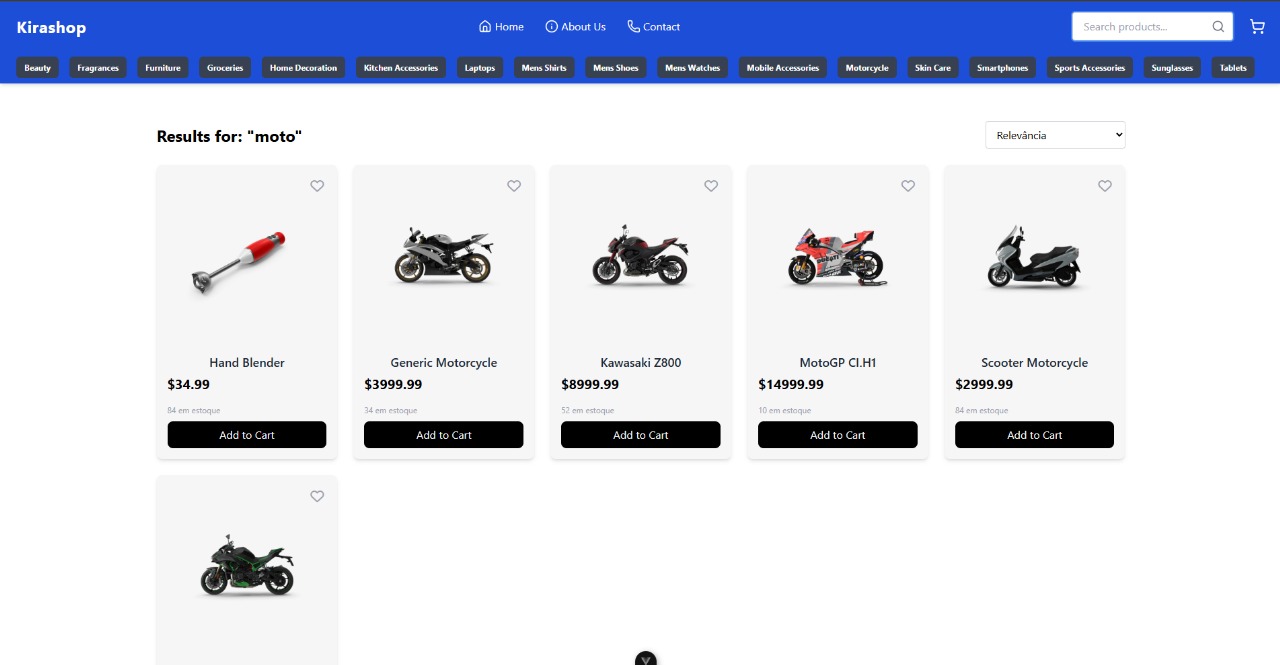 Kirashop
Home
About Us
Contact
Search products...
Beauty
Fragrances
Furniture
Groceries
Home Decoration
Kitchen Accessories
Laptops
Mens Shirts
Mens Shoes
Mens Watches
Mobile Accessories
Motorcycle
Skin Care
Smartphones
Sports Accessories
Sunglasses
Tablets
Results for: "moto"
Relevância
Hand Blender
$34.99
84 em estoque
Add to Cart
Generic Motorcycle
$3999.99
34 em estoque
Add to Cart
Kawasaki Z800
$8999.99
52 em estoque
Add to Cart
DUCATI
MotoGP CI.H1
$14999.99
10 em estoque
Add to Cart
Scooter Motorcycle
$2999.99
84 em estoque
Add to Cart